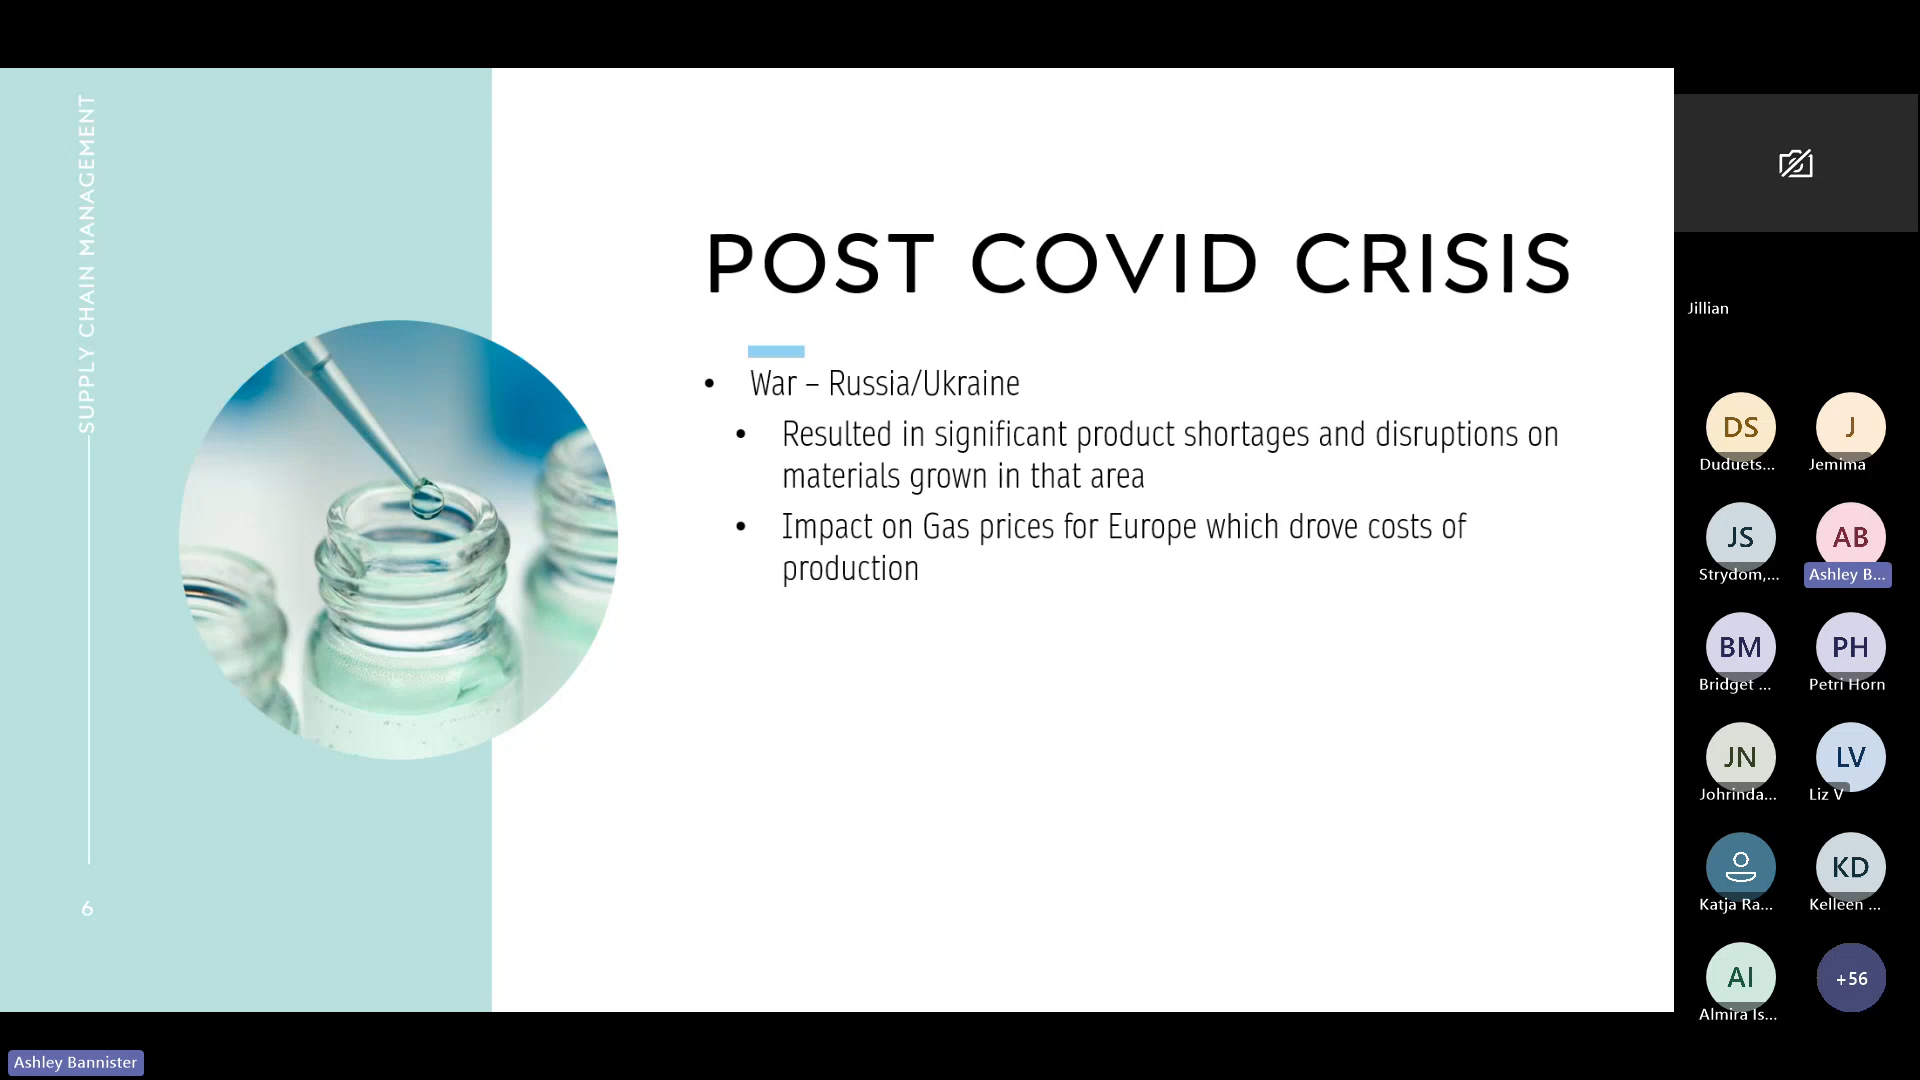 SUPPLY CHAIN MANAGEMENT
6
POST COVID CRISIS
• War – Russia/Ukraine
• Resulted in significant product shortages and disruptions on
materials grown in that area
• Impact on Gas prices for Europe which drove costs of
production
Jillian
DS
Duduets...
J
Jemima
JS
Strydom,...
AB
Ashley B...
BM
Bridget ...
PH
Petri Horn
JN
Johrinda...
LV
Liz V
Katja Ra...
KD
Kelleen ...
AI
Almira Is...
+56
Ashley Bannister